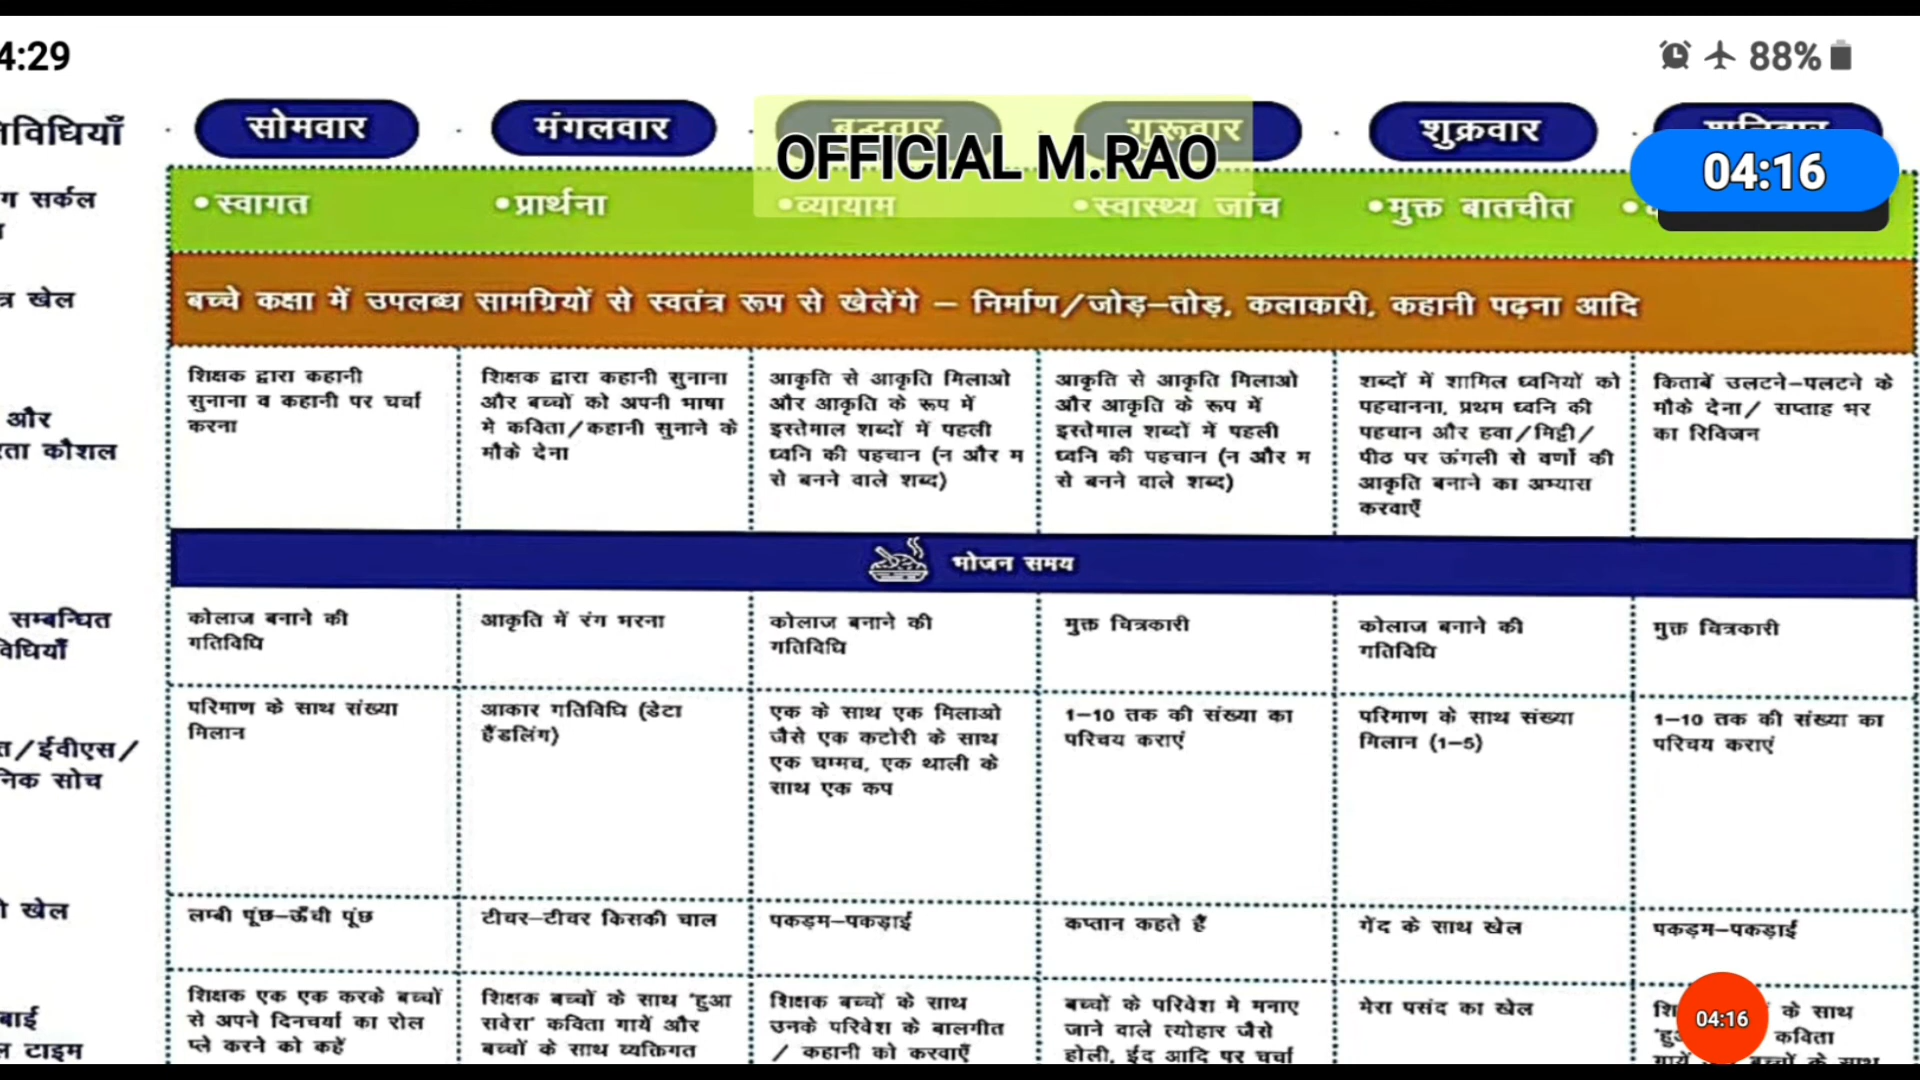 4:29
88%
सोमवार
मंगलवार
बुद्धवार
गुरूवार
शुक्रवार
OFFICIAL M.RAO
04:16
•स्वागत
•प्रार्थना
•व्यायाम
•स्वास्थ्य जांच
•मुक्त बातचीत
सर्कल
खेल
बच्चे कक्षा में उपलब्ध सामग्रियों से स्वतंत्र रूप से खेलेंगे – निर्माण/जोड़–तोड़, कलाकारी, कहानी पढ़ना आदि
और
कौशल
शिक्षक द्वारा कहानी
सुनाना व कहानी पर चर्चा
करना
शिक्षक द्वारा कहानी सुनाना
और बच्चों को अपनी भाषा
मे कविता/कहानी सुनाने के
मौके देना
आकृति से आकृति मिलाओ
और आकृति के रूप में
इस्तेमाल शब्दों में पहली
ध्वनि की पहचान (न और म
से बनने वाले शब्द)
आकृति से आकृति मिलाओ
और आकृति के रूप में
इस्तेमाल शब्दों में पहली
ध्वनि की पहचान (न और म
से बनने वाले शब्द)
शब्दों में शामिल ध्वनियों को
पहचानना, प्रथम ध्वनि की
पहचान और हवा/मिट्टी/
पीठ पर ऊंगली से वर्णो की
आकृति बनाने का अभ्यास
करवाएँ
किताबें उलटने–पलटने के
मौके देना/ सप्ताह भर
का रिविजन
भोजन समय
सम्बन्धित
कोलाज बनाने की
गतिविधि
आकृति में रंग भरना
कोलाज बनाने की
गतिविधि
मुक्त चित्रकारी
कोलाज बनाने की
गतिविधि
मुक्त चित्रकारी
/ईवीएस/
सोच
परिमाण के साथ संख्या
मिलान
आकार गतिविधि (डेटा
हैंडलिंग)
एक के साथ एक मिलाओ
जैसे एक कटोरी के साथ
एक चम्मच, एक थाली के
साथ एक कप
1–10 तक की संख्या का
परिचय कराएं
परिमाण के साथ संख्या
मिलान (1–5)
1–10 तक की संख्या का
परिचय कराएं
खेल
लम्बी पूंछ–ऊँची पूंछ
टीचर–टीचर किसकी चाल
पकड़म–पकड़ाई
कप्तान कहते हैं
गेंद के साथ खेल
पकड़म–पकड़ाई
टाइम
शिक्षक एक एक करके बच्चों
से अपने दिनचर्या का रोल
प्ले करने को कहें
शिक्षक बच्चों के साथ 'हुआ
सवेरा' कविता गायें और
बच्चों के साथ व्यक्तिगत
शिक्षक बच्चों के साथ
उनके परिवेश के बालगीत
/ कहानी को करवाएँ
बच्चों के परिवेश मे मनाए
जाने वाले त्योहार जैसे
होली, ईद आदि पर चर्चा
मेरा पसंद का खेल
के साथ
कविता
04:16